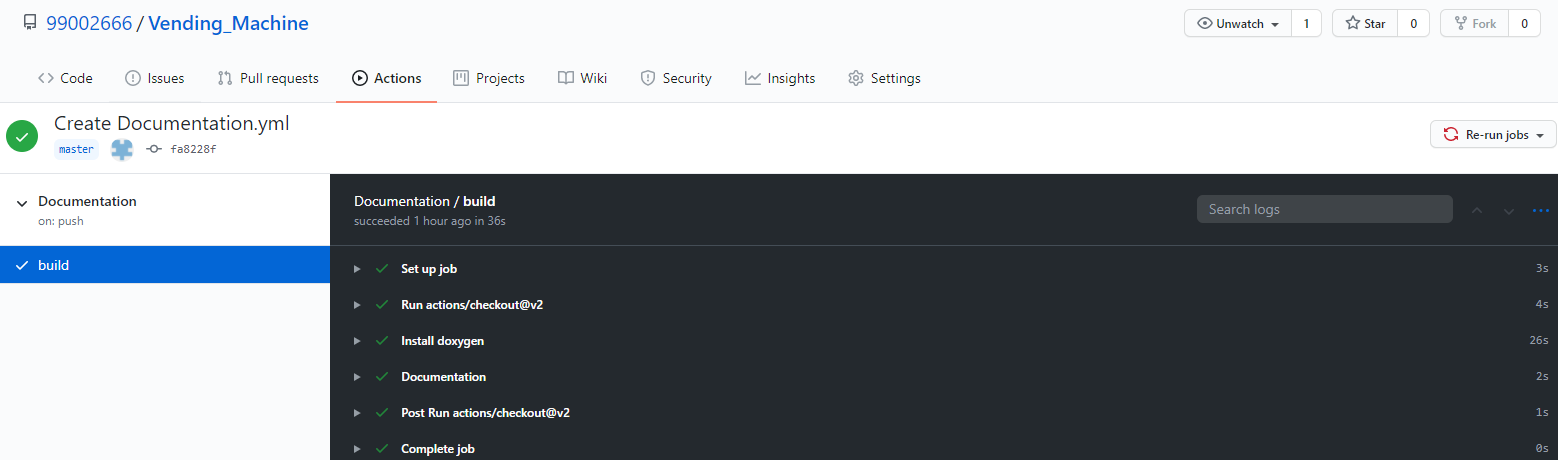 99002666 / Vending_Machine
Unwatch 1 Star 0 Fork 0
Code Issues Pull requests Actions Projects Wiki Security Insights Settings
Create Documentation.yml
master fa8228f
Re-run jobs
Documentation
on: push
build
Documentation / build
succeeded 1 hour ago in 36s
Search logs
Set up job 3s
Run actions/checkout@v2 4s
Install doxygen 26s
Documentation 2s
Post Run actions/checkout@v2 1s
Complete job 0s